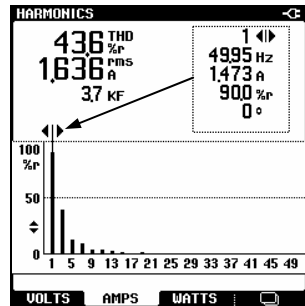 HARMONICS
43,6 THD %r
1,636 rms A
3,7 KF
1
49,95 Hz
1,473 A
90,0 %r
0 °
100
%r
50
0
1 5 9 13 17 21 25 29 33 37 41 45 49
VOLTS AMPS WATTS